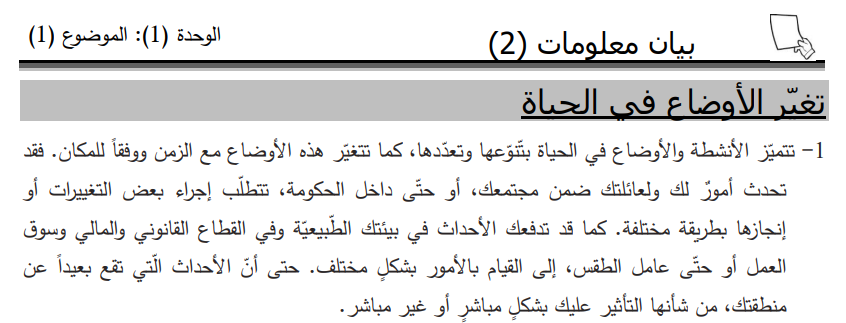 الوحدة (1): الموضوع (1)
بيان معلومات (2)
تغيّر الأوضاع في الحياة
1- تتميّز الأنشطة والأوضاع في الحياة بتّنوّعها وتعدّدها، كما تتغيّر هذه الأوضاع مع الزمن ووفقاً للمكان. فقد
تحدث أمورٌ لك ولعائلتك ضمن مجتمعك، أو حتّى داخل الحكومة، تتطلّب إجراء بعض التغييرات أو
إنجازها بطريقة مختلفة. كما قد تدفعك الأحداث في بيئتك الطّبيعيّة وفي القطاع القانوني والمالي وسوق
العمل أو حتّى عامل الطقس، إلى القيام بالأمور بشكلٍ مختلف. حتى أنّ الأحداث الّتي تقع بعيداً عن
منطقتك، من شأنها التأثير عليك بشكلٍ مباشرٍ أو غير مباشر.